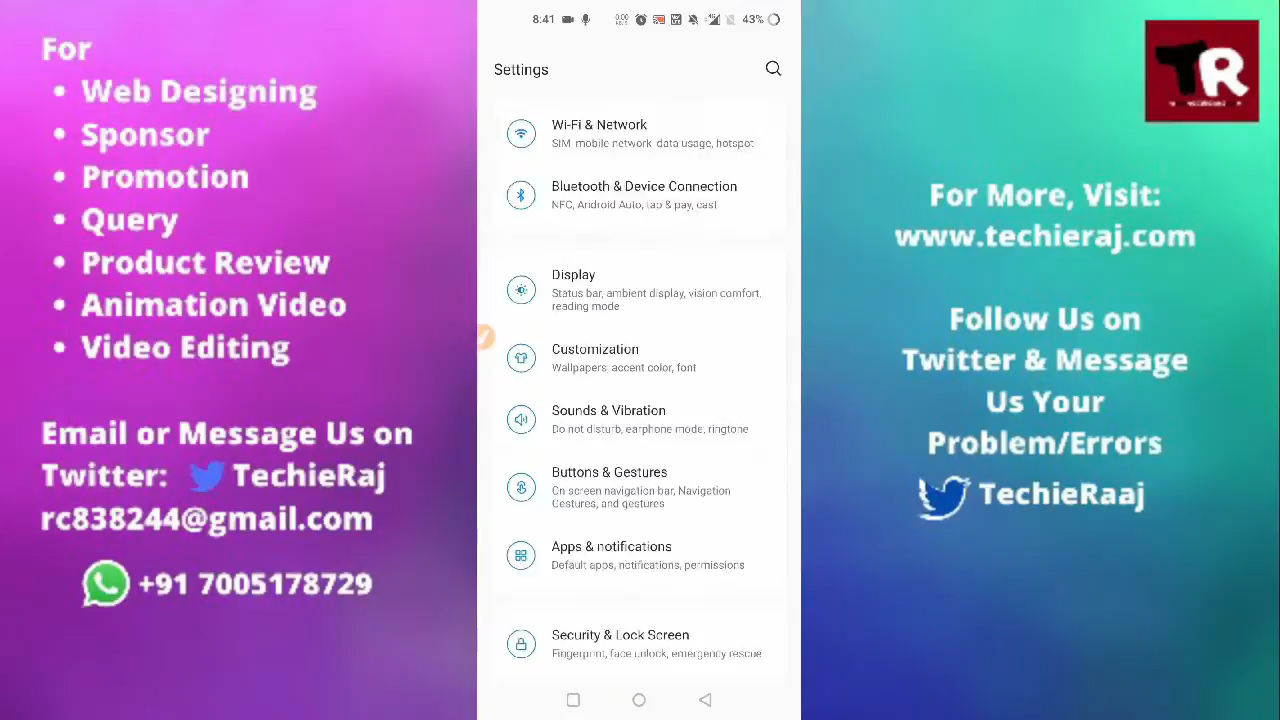 For
• Web Designing
• Sponsor
• Promotion
• Query
• Product Review
• Animation Video
• Video Editing
Email or Message Us on
Twitter: TechieRaj
rc838244@gmail.com
+91 7005178729
8:41
0.00
43%
Settings
Wi-Fi & Network
SIM, mobile network, data usage, hotspot
Bluetooth & Device Connection
NFC, Android Auto, tap & pay, cast
Display
Status bar, ambient display, vision comfort,
reading mode
Customization
Wallpapers, accent color, font
Sounds & Vibration
Do not disturb, earphone mode, ringtone
Buttons & Gestures
On screen navigation bar, Navigation
Gestures, and gestures
Apps & notifications
Default apps, notifications, permissions
Security & Lock Screen
Fingerprint, face unlock, emergency rescue
TR
For More, Visit:
www.techieraj.com
Follow Us on
Twitter & Message
Us Your
Problem/Errors
TechieRaaj